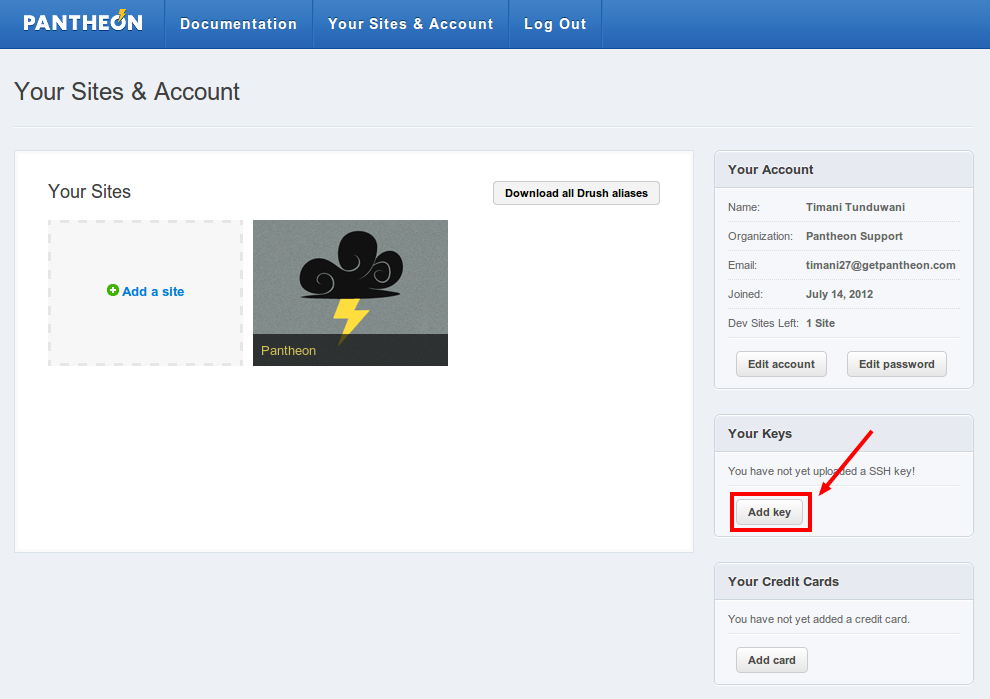 PANTHEON
Documentation
Your Sites & Account
Log Out
Your Sites & Account
Your Sites
Download all Drush aliases
Add a site
Pantheon
Your Account
Name: Timani Tunduwani
Organization: Pantheon Support
Email: timani27@getpantheon.com
Joined: July 14, 2012
Dev Sites Left: 1 Site
Edit account
Edit password
Your Keys
You have not yet uploaded a SSH key!
Add key
Your Credit Cards
You have not yet added a credit card.
Add card